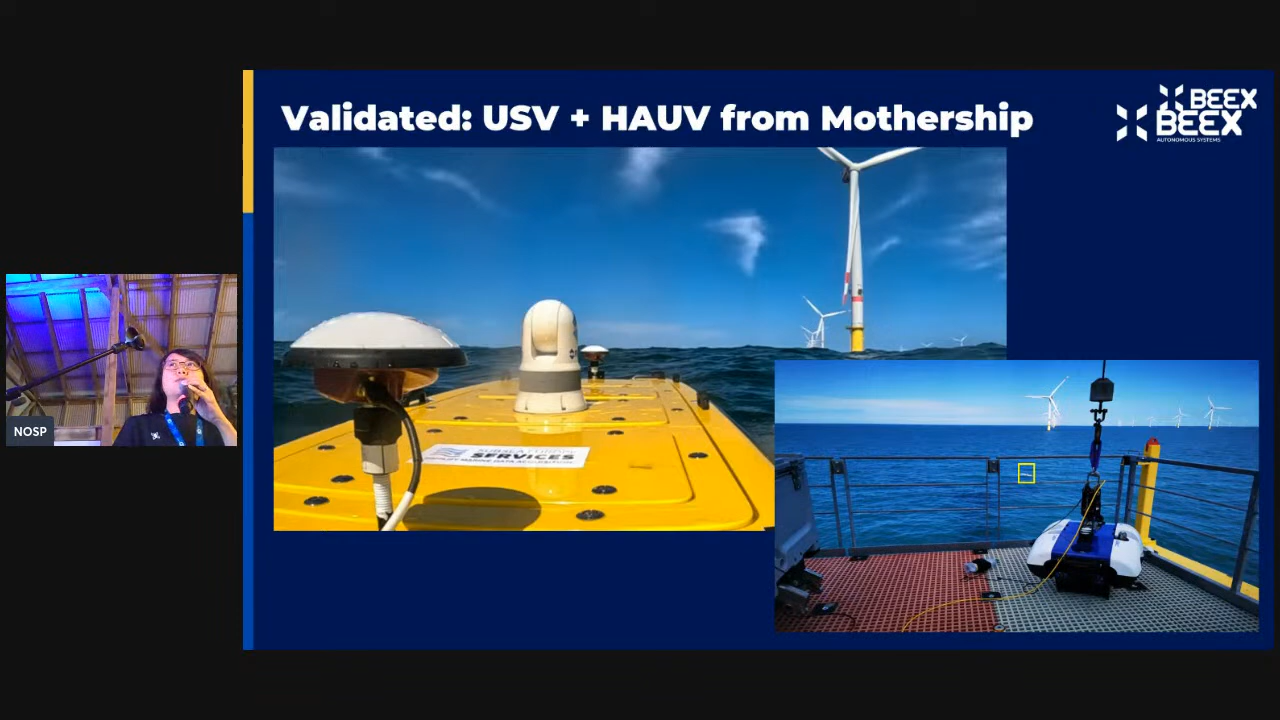 Validated: USV + HAUV from Mothership
BEEX
BEEX
AUTONOMOUS SYSTEMS
SERVICES
NOSP